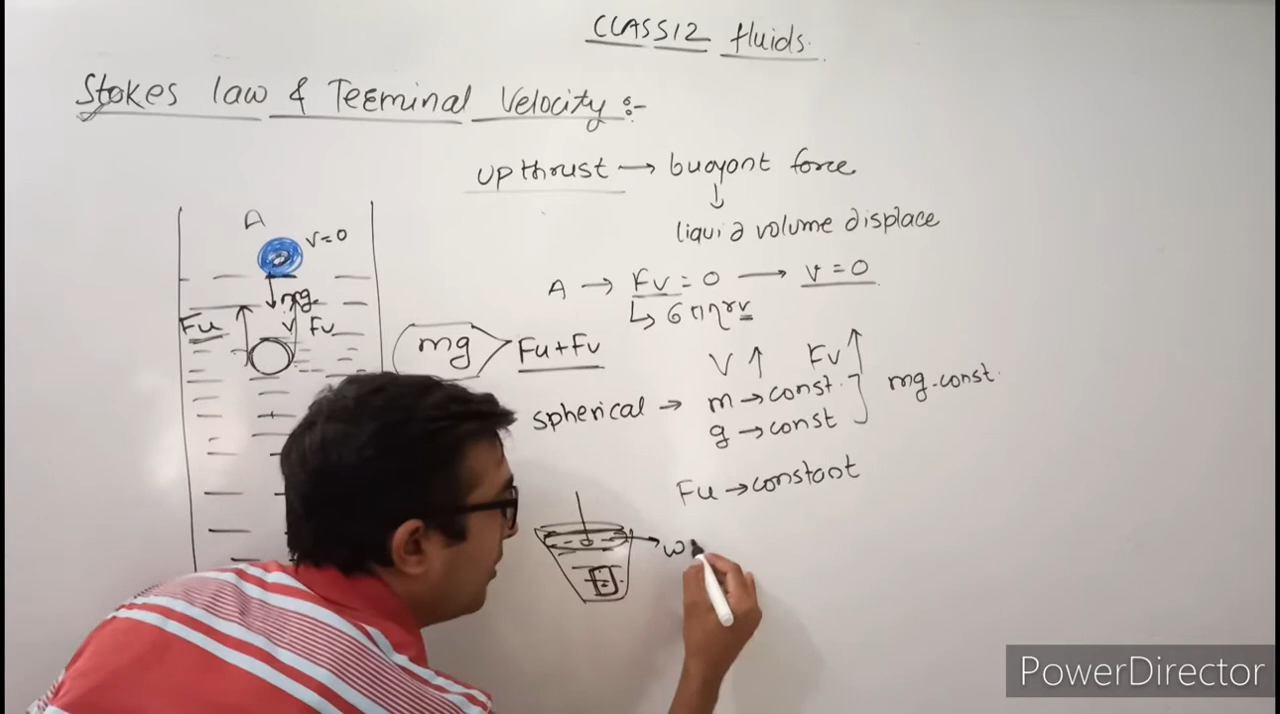 CLASS12 fluids.
Stokes law & Terminal Velocity :-
upthrust → buoyant force
↓
liquid volume displace
A
V=0
A → Fv = 0 → v = 0
↳ 6πηrv
mg
Fu
Fv
mg > Fu+Fv
V ↑ Fv ↑
spherical → m → const.
g → const
mg-const.
Fu → constant
→ w
PowerDirector